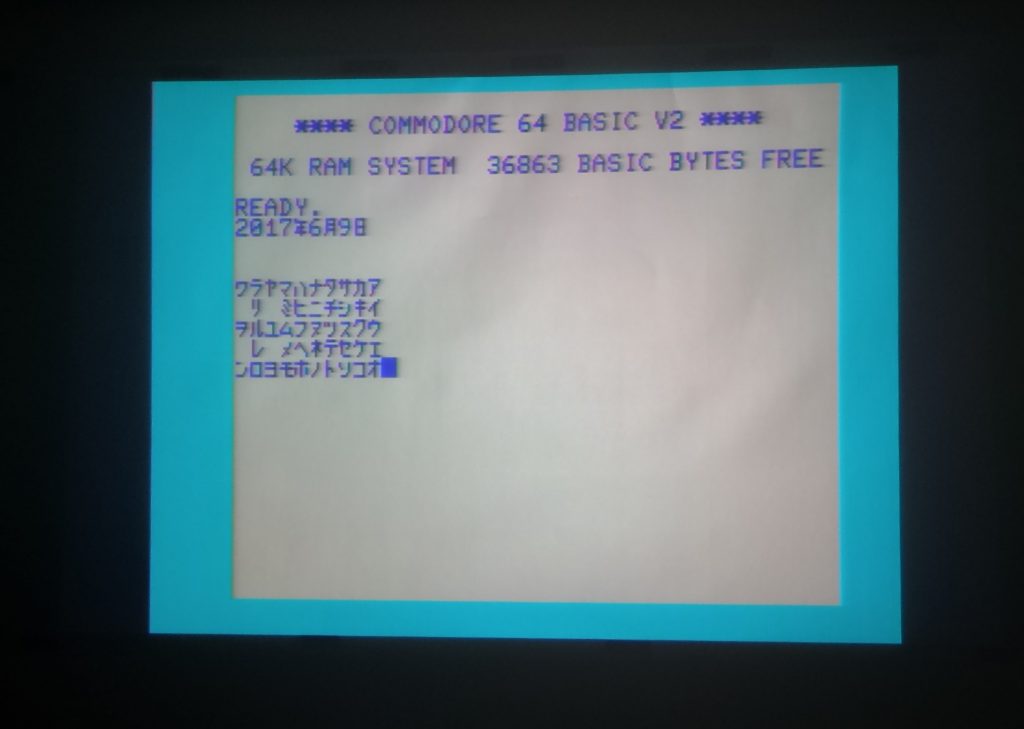 **** COMMODORE 64 BASIC V2 ****
64K RAM SYSTEM 36863 BASIC BYTES FREE
READY.
2017年6月9日
ワラヤマハナタサカア
リ ミヒニチシキイ
ヲルユムフヌツスクウ
レ メヘネテセケエ
ンロヨモホノトソコオ